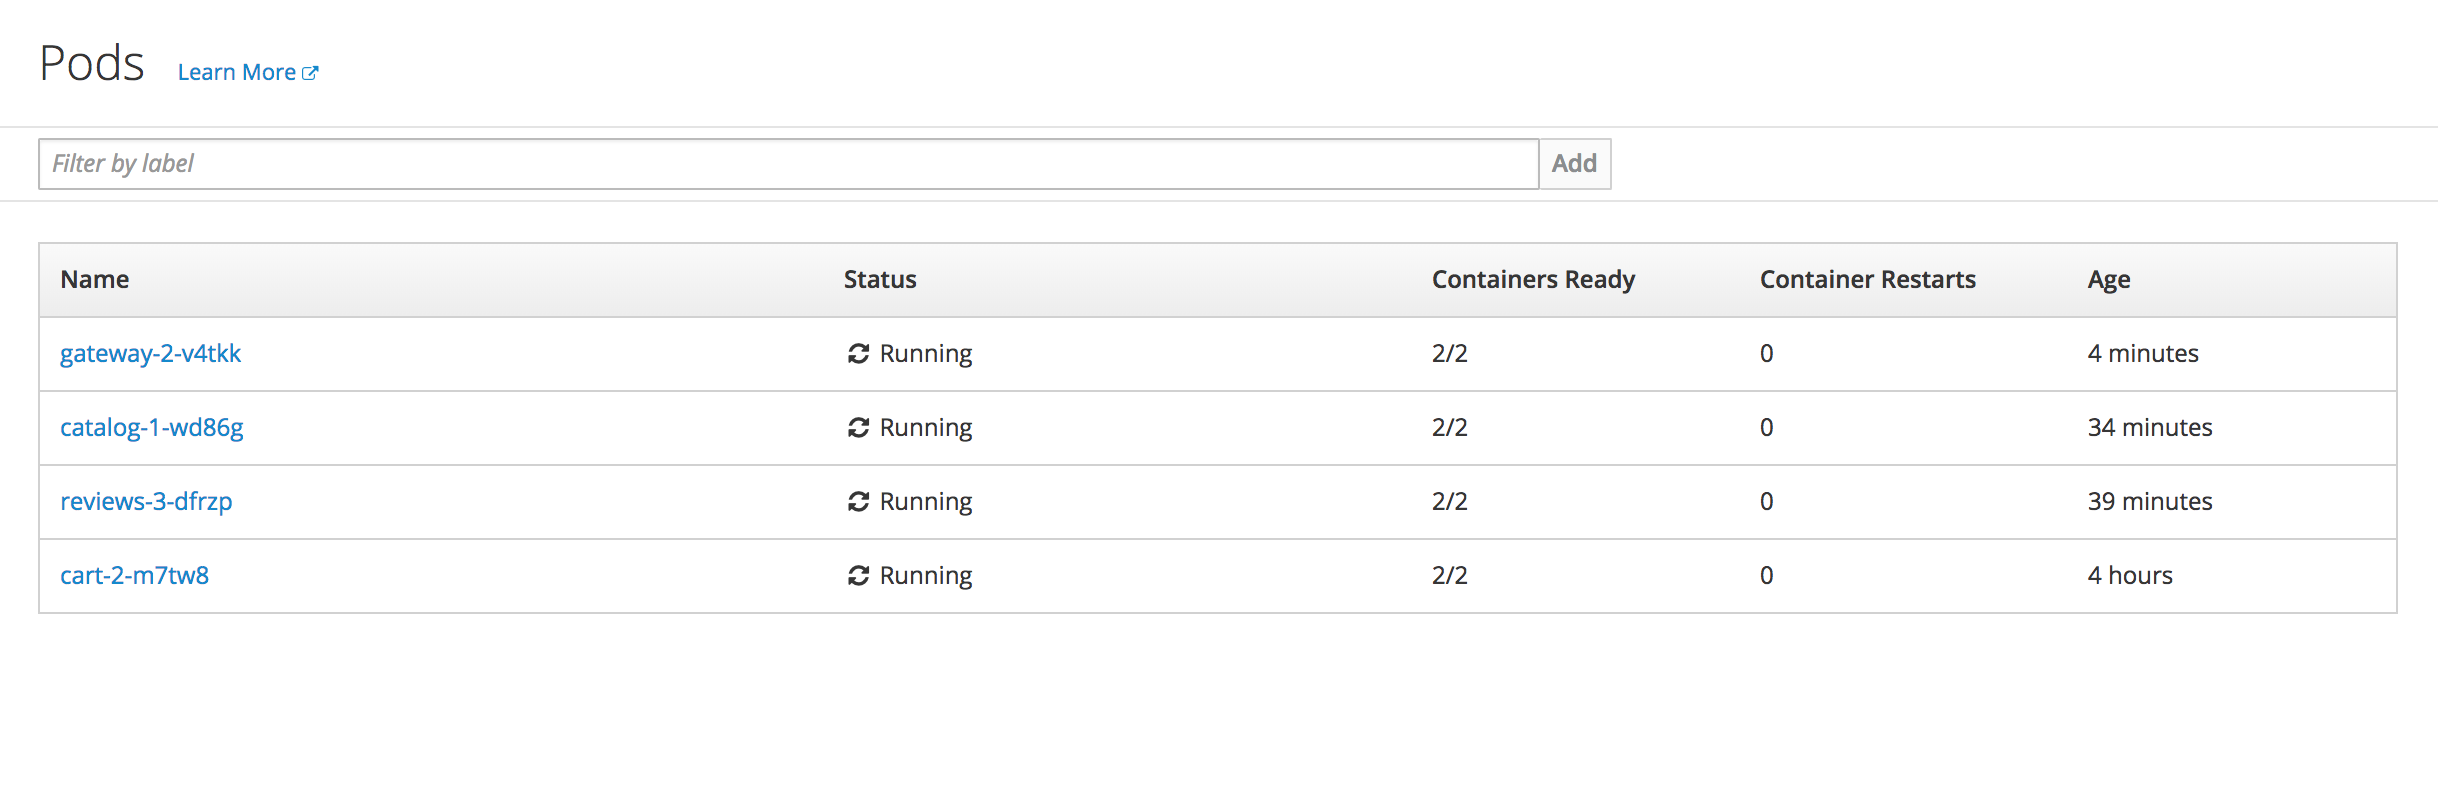 Pods Learn More
Filter by label Add
Name Status Containers Ready Container Restarts Age
gateway-2-v4tkk Running 2/2 0 4 minutes
catalog-1-wd86g Running 2/2 0 34 minutes
reviews-3-dfrzp Running 2/2 0 39 minutes
cart-2-m7tw8 Running 2/2 0 4 hours